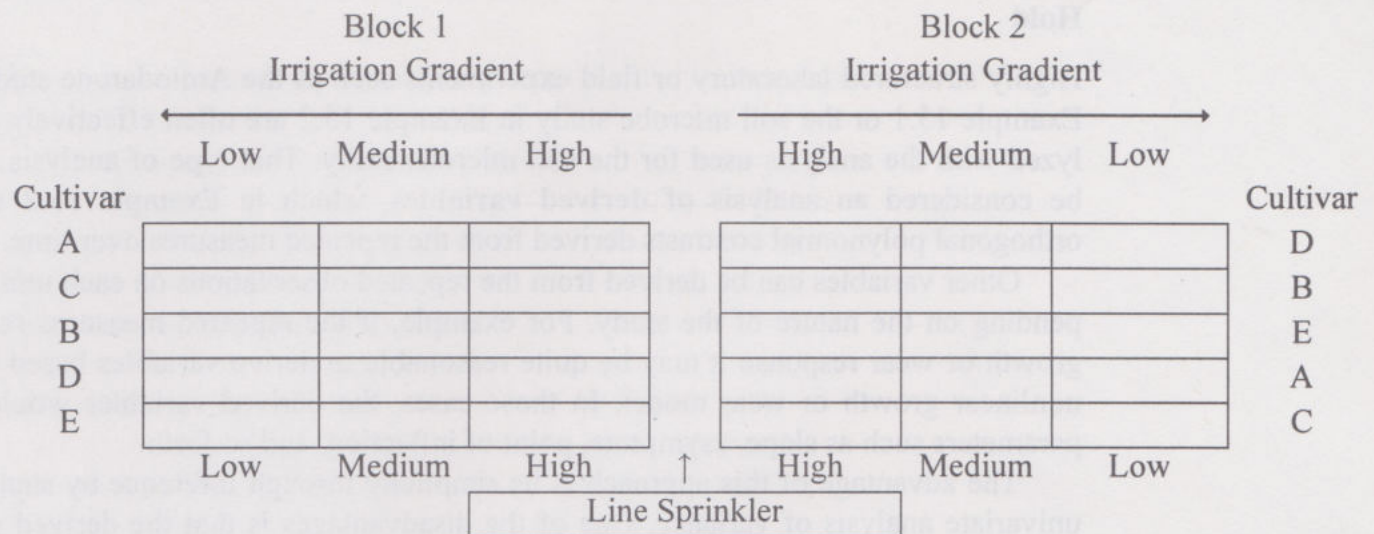 Block 1 Block 2
Irrigation Gradient Irrigation Gradient
Low Medium High High Medium Low
Cultivar Cultivar
A D
C B
B E
D A
E C
Low Medium High ↑ High Medium Low
Line Sprinkler